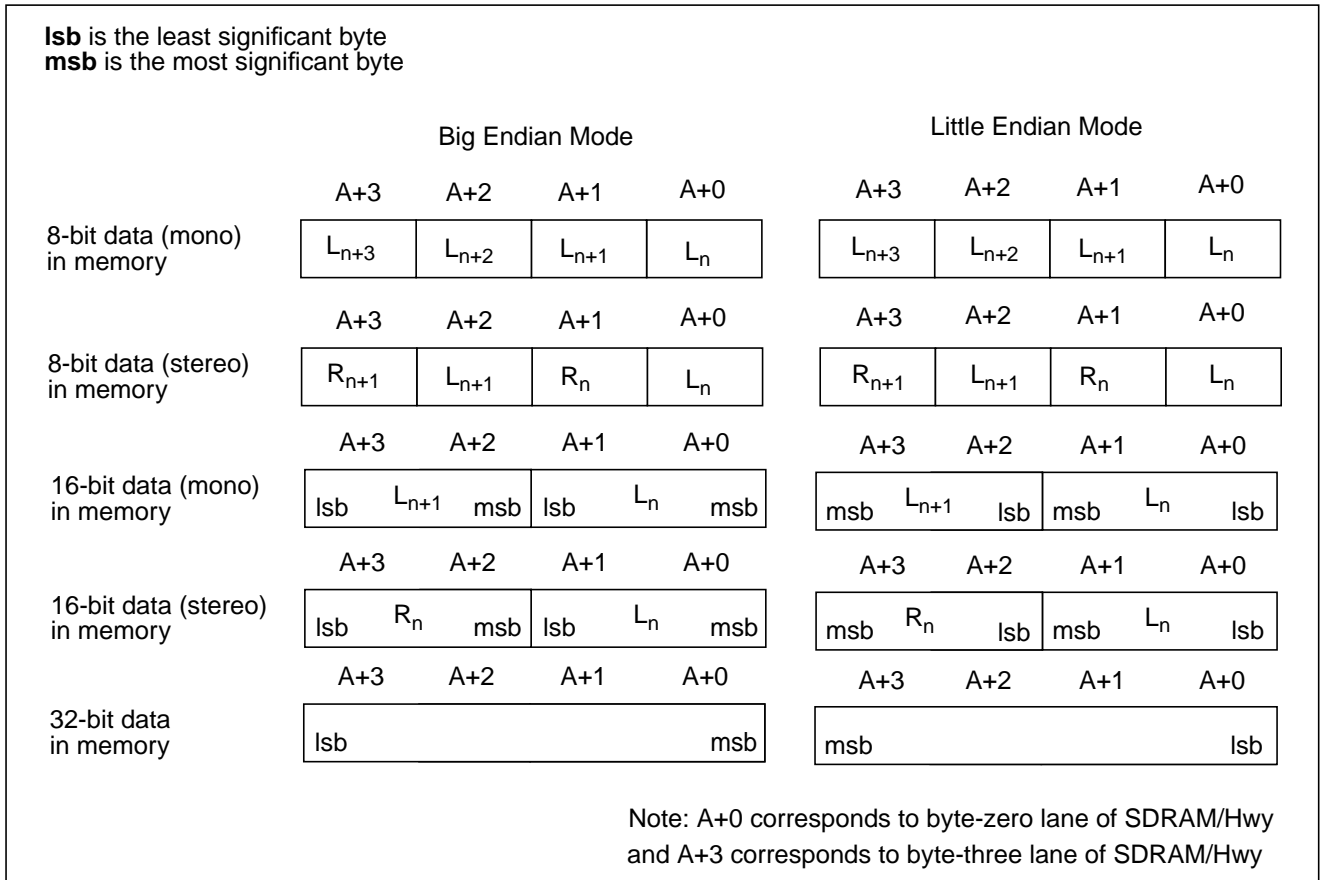 lsb is the least significant byte
msb is the most significant byte
Big Endian Mode
Little Endian Mode
A+3 A+2 A+1 A+0 A+3 A+2 A+1 A+0
8-bit data (mono)
in memory
Ln+3 Ln+2 Ln+1 Ln Ln+3 Ln+2 Ln+1 Ln
A+3 A+2 A+1 A+0 A+3 A+2 A+1 A+0
8-bit data (stereo)
in memory
Rn+1 Ln+1 Rn Ln Rn+1 Ln+1 Rn Ln
A+3 A+2 A+1 A+0 A+3 A+2 A+1 A+0
16-bit data (mono)
in memory
lsb Ln+1 msb lsb Ln msb msb Ln+1 lsb msb Ln lsb
A+3 A+2 A+1 A+0 A+3 A+2 A+1 A+0
16-bit data (stereo)
in memory
lsb Rn msb lsb Ln msb msb Rn lsb msb Ln lsb
A+3 A+2 A+1 A+0 A+3 A+2 A+1 A+0
32-bit data
in memory
lsb msb msb lsb
Note: A+0 corresponds to byte-zero lane of SDRAM/Hwy
and A+3 corresponds to byte-three lane of SDRAM/Hwy